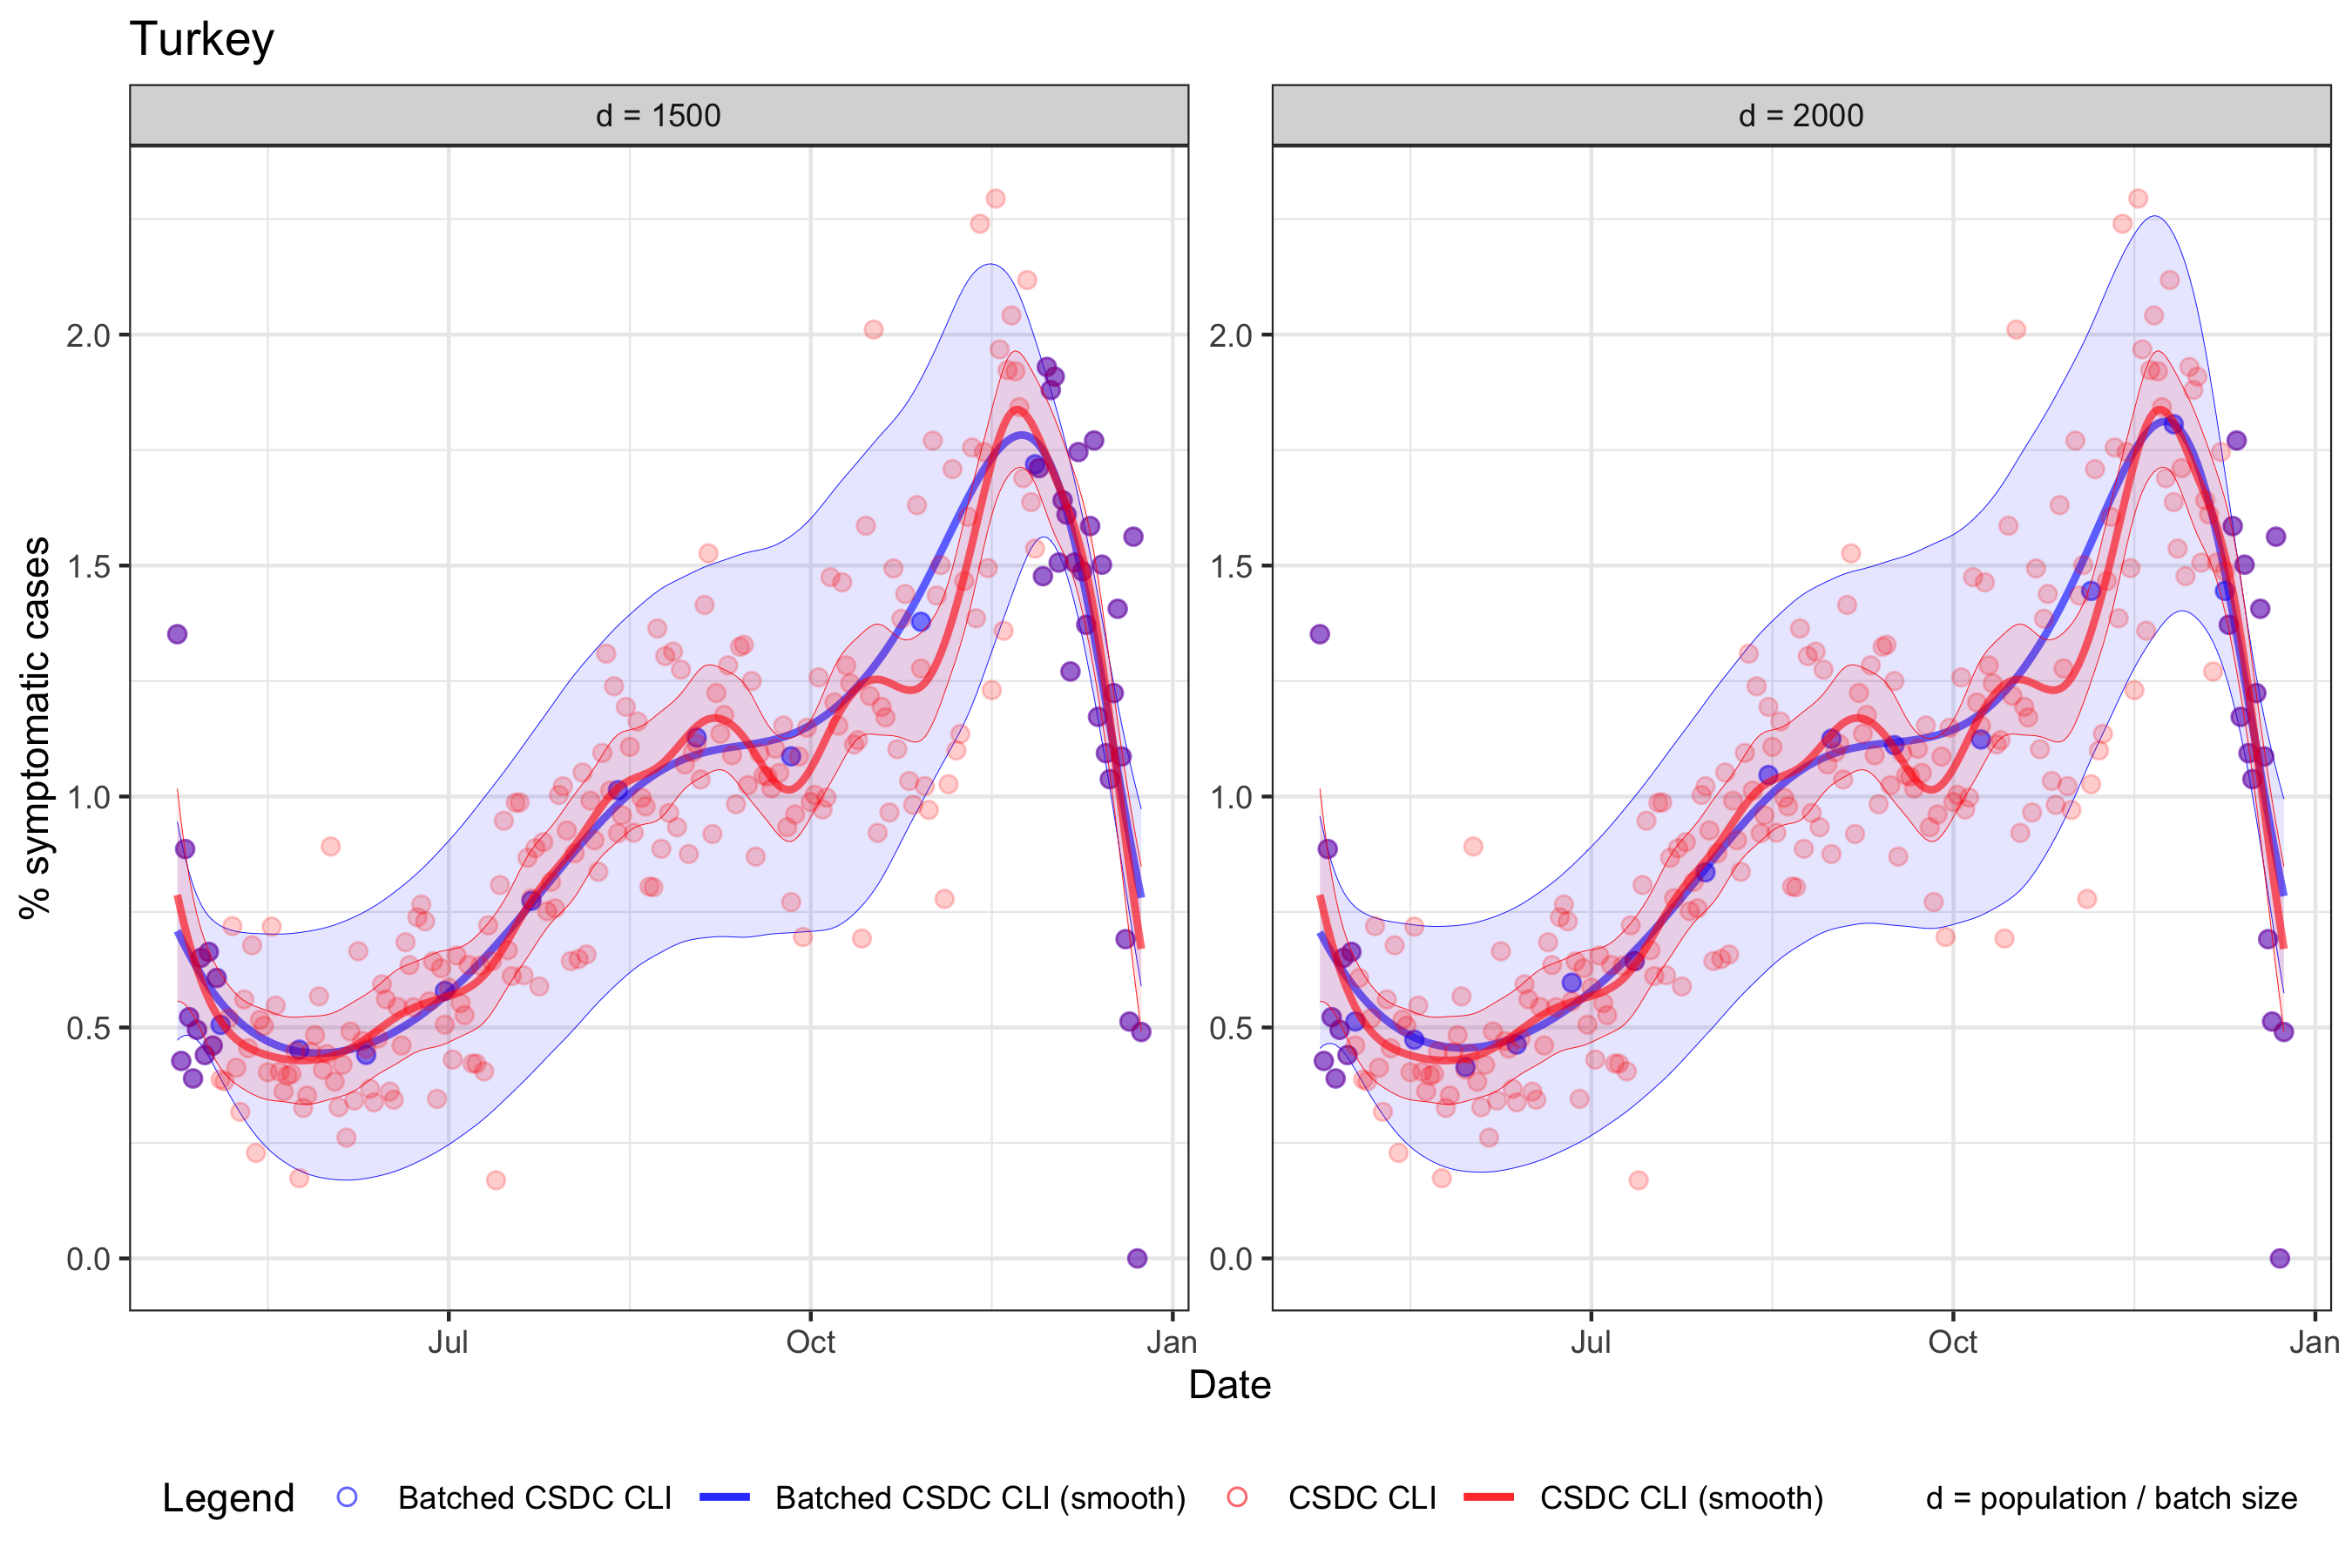 Turkey
d = 1500
d = 2000
% symptomatic cases
2.0
1.5
1.0
0.5
0.0
2.0
1.5
1.0
0.5
0.0
Jul Oct Jan
Jul Oct Jan
Date
Legend Batched CSDC CLI Batched CSDC CLI (smooth) CSDC CLI CSDC CLI (smooth) d = population / batch size